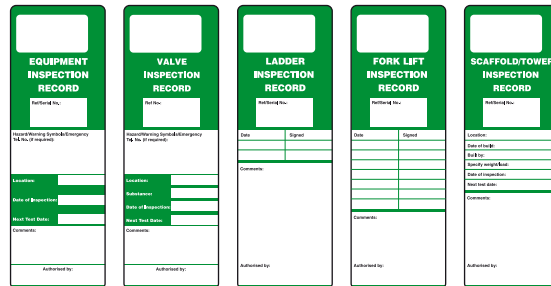 EQUIPMENT
INSPECTION
RECORD
Ref/Serial No.:
Hazard/Warning Symbols/Emergency
Tel. No. (if required):
Location:
Date of Inspection:
Next Test Date:
Comments:
Authorised by:
VALVE
INSPECTION
RECORD
Ref No.:
Hazard/Warning Symbols/Emergency
Tel. No. (if required):
Location:
Substance:
Date of Inspection:
Next Test Date:
Comments:
Authorised by:
LADDER
INSPECTION
RECORD
Ref/Serial No.:
Date Signed
Comments:
Authorised by:
FORK LIFT
INSPECTION
RECORD
Ref/Serial No.:
Date Signed
Comments:
Authorised by:
SCAFFOLD/TOWER
INSPECTION
RECORD
Ref/Serial No.:
Location:
Date of build:
Built by:
Specify weight/load:
Date of inspection:
Next test date:
Comments:
Authorised by: